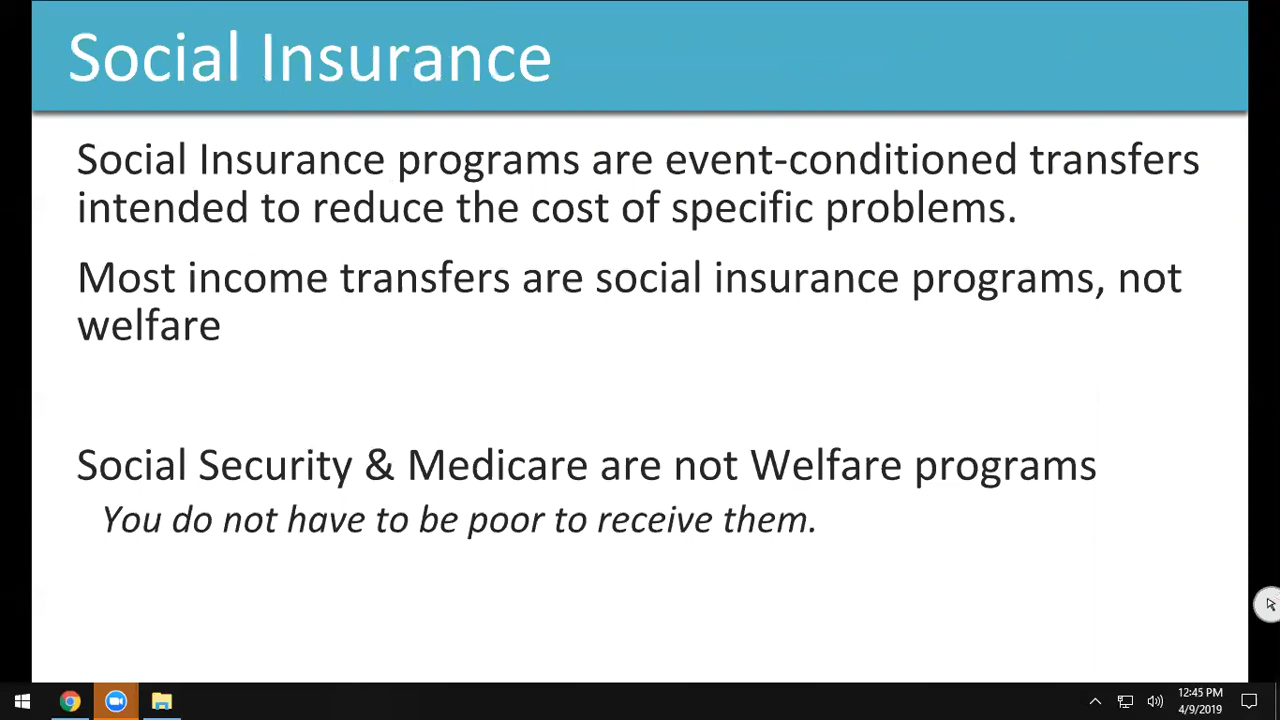 Social Insurance
Social Insurance programs are event-conditioned transfers
intended to reduce the cost of specific problems.
Most income transfers are social insurance programs, not
welfare
Social Security & Medicare are not Welfare programs
You do not have to be poor to receive them.
12:45 PM
4/9/2019